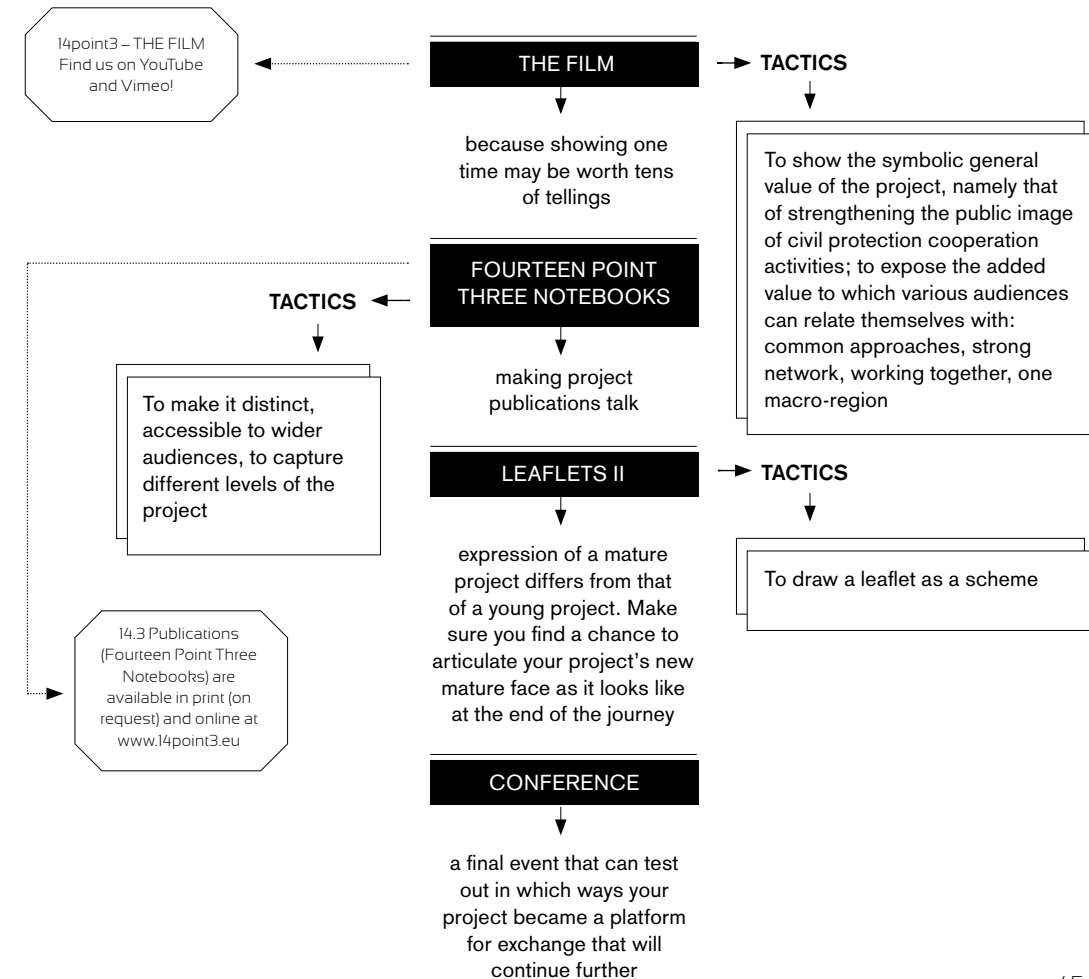 14point3 – THE FILM
Find us on YouTube
and Vimeo!
THE FILM
TACTICS
because showing one
time may be worth tens
of tellings
To show the symbolic general
value of the project, namely that
of strengthening the public image
of civil protection cooperation
activities; to expose the added
value to which various audiences
can relate themselves with:
common approaches, strong
network, working together, one
macro-region
FOURTEEN POINT
THREE NOTEBOOKS
TACTICS
making project
publications talk
To make it distinct,
accessible to wider
audiences, to capture
different levels of the
project
LEAFLETS II
TACTICS
expression of a mature
project differs from that
of a young project. Make
sure you find a chance to
articulate your project's new
mature face as it looks like
at the end of the journey
To draw a leaflet as a scheme
14.3 Publications
(Fourteen Point Three
Notebooks) are
available in print (on
request) and online at
www.14point3.eu
CONFERENCE
a final event that can test
out in which ways your
project became a platform
for exchange that will
continue further